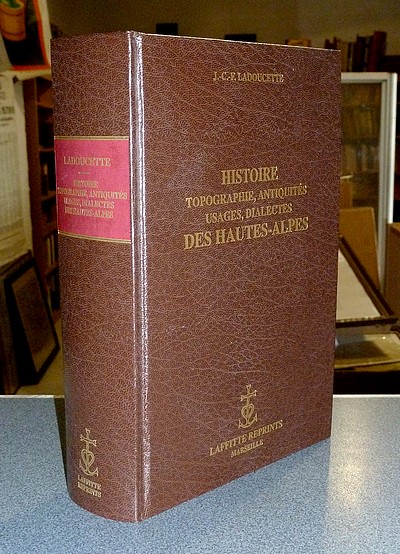 LADOUCETTE
HISTOIRE
TOPOGRAPHIE, ANTIQUITÉS
USAGES, DIALECTES
DES HAUTES-ALPES
LAFFITTE
REPRINTS
J.-C.-F. LADOUCETTE
HISTOIRE
TOPOGRAPHIE, ANTIQUITÉS
USAGES, DIALECTES
DES HAUTES-ALPES
LAFFITTE REPRINTS
MARSEILLE